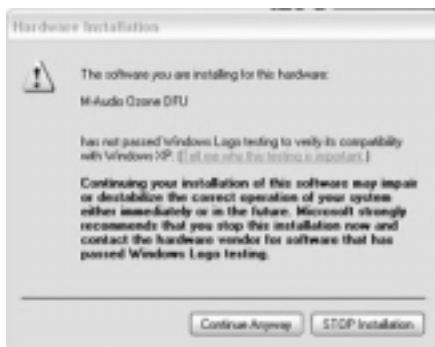 Hardware Installation
The software you are installing for this hardware:
M-Audio Ozone DFU
has not passed Windows Logo testing to verify its compatibility
with Windows XP. (Tell me why this testing is important.)
Continuing your installation of this software may impair
or destabilize the correct operation of your system
either immediately or in the future. Microsoft strongly
recommends that you stop this installation now and
contact the hardware vendor for software that has
passed Windows Logo testing.
Continue Anyway
STOP Installation